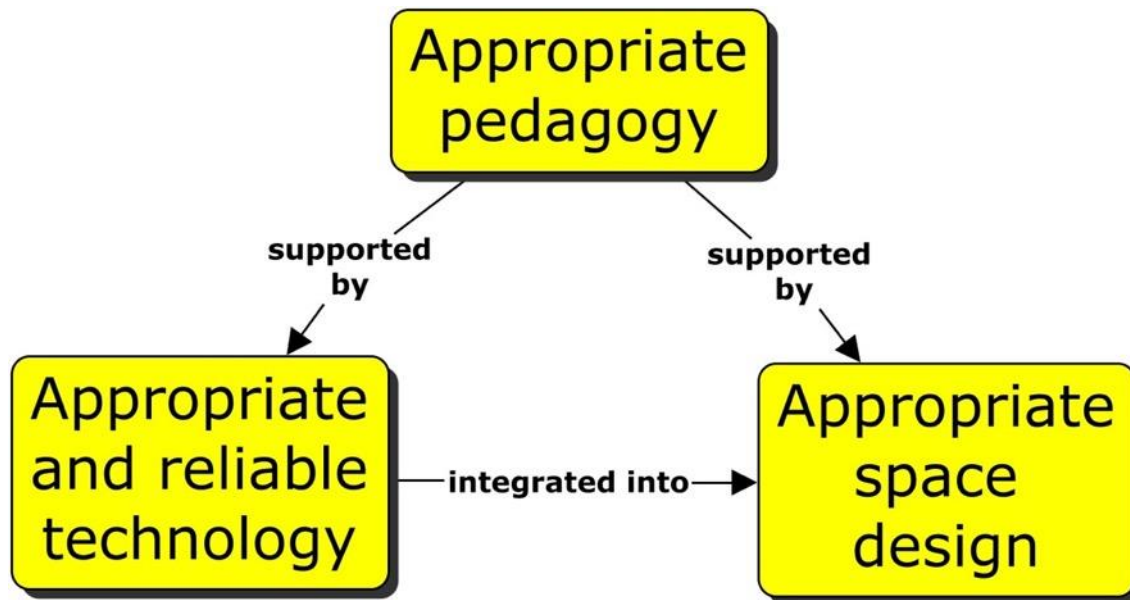 Appropriate
pedagogy
supported
by
supported
by
Appropriate
and reliable
technology
integrated into
Appropriate
space
design